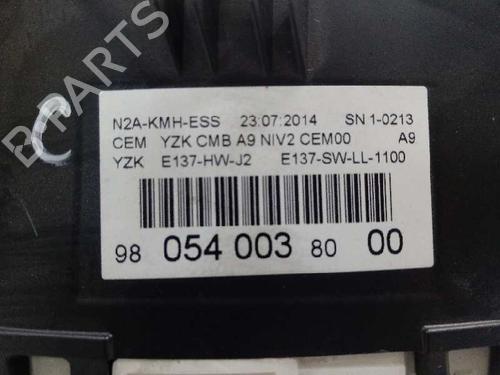 B-PARTS
C
N2A-KMH-ESS 23:07:2014 SN 1-0213
CEM YZK CMB A9 NIV2 CEM00 A9
YZK E137-HW-J2 E137-SW-LL-1100
98 054 003 80 00